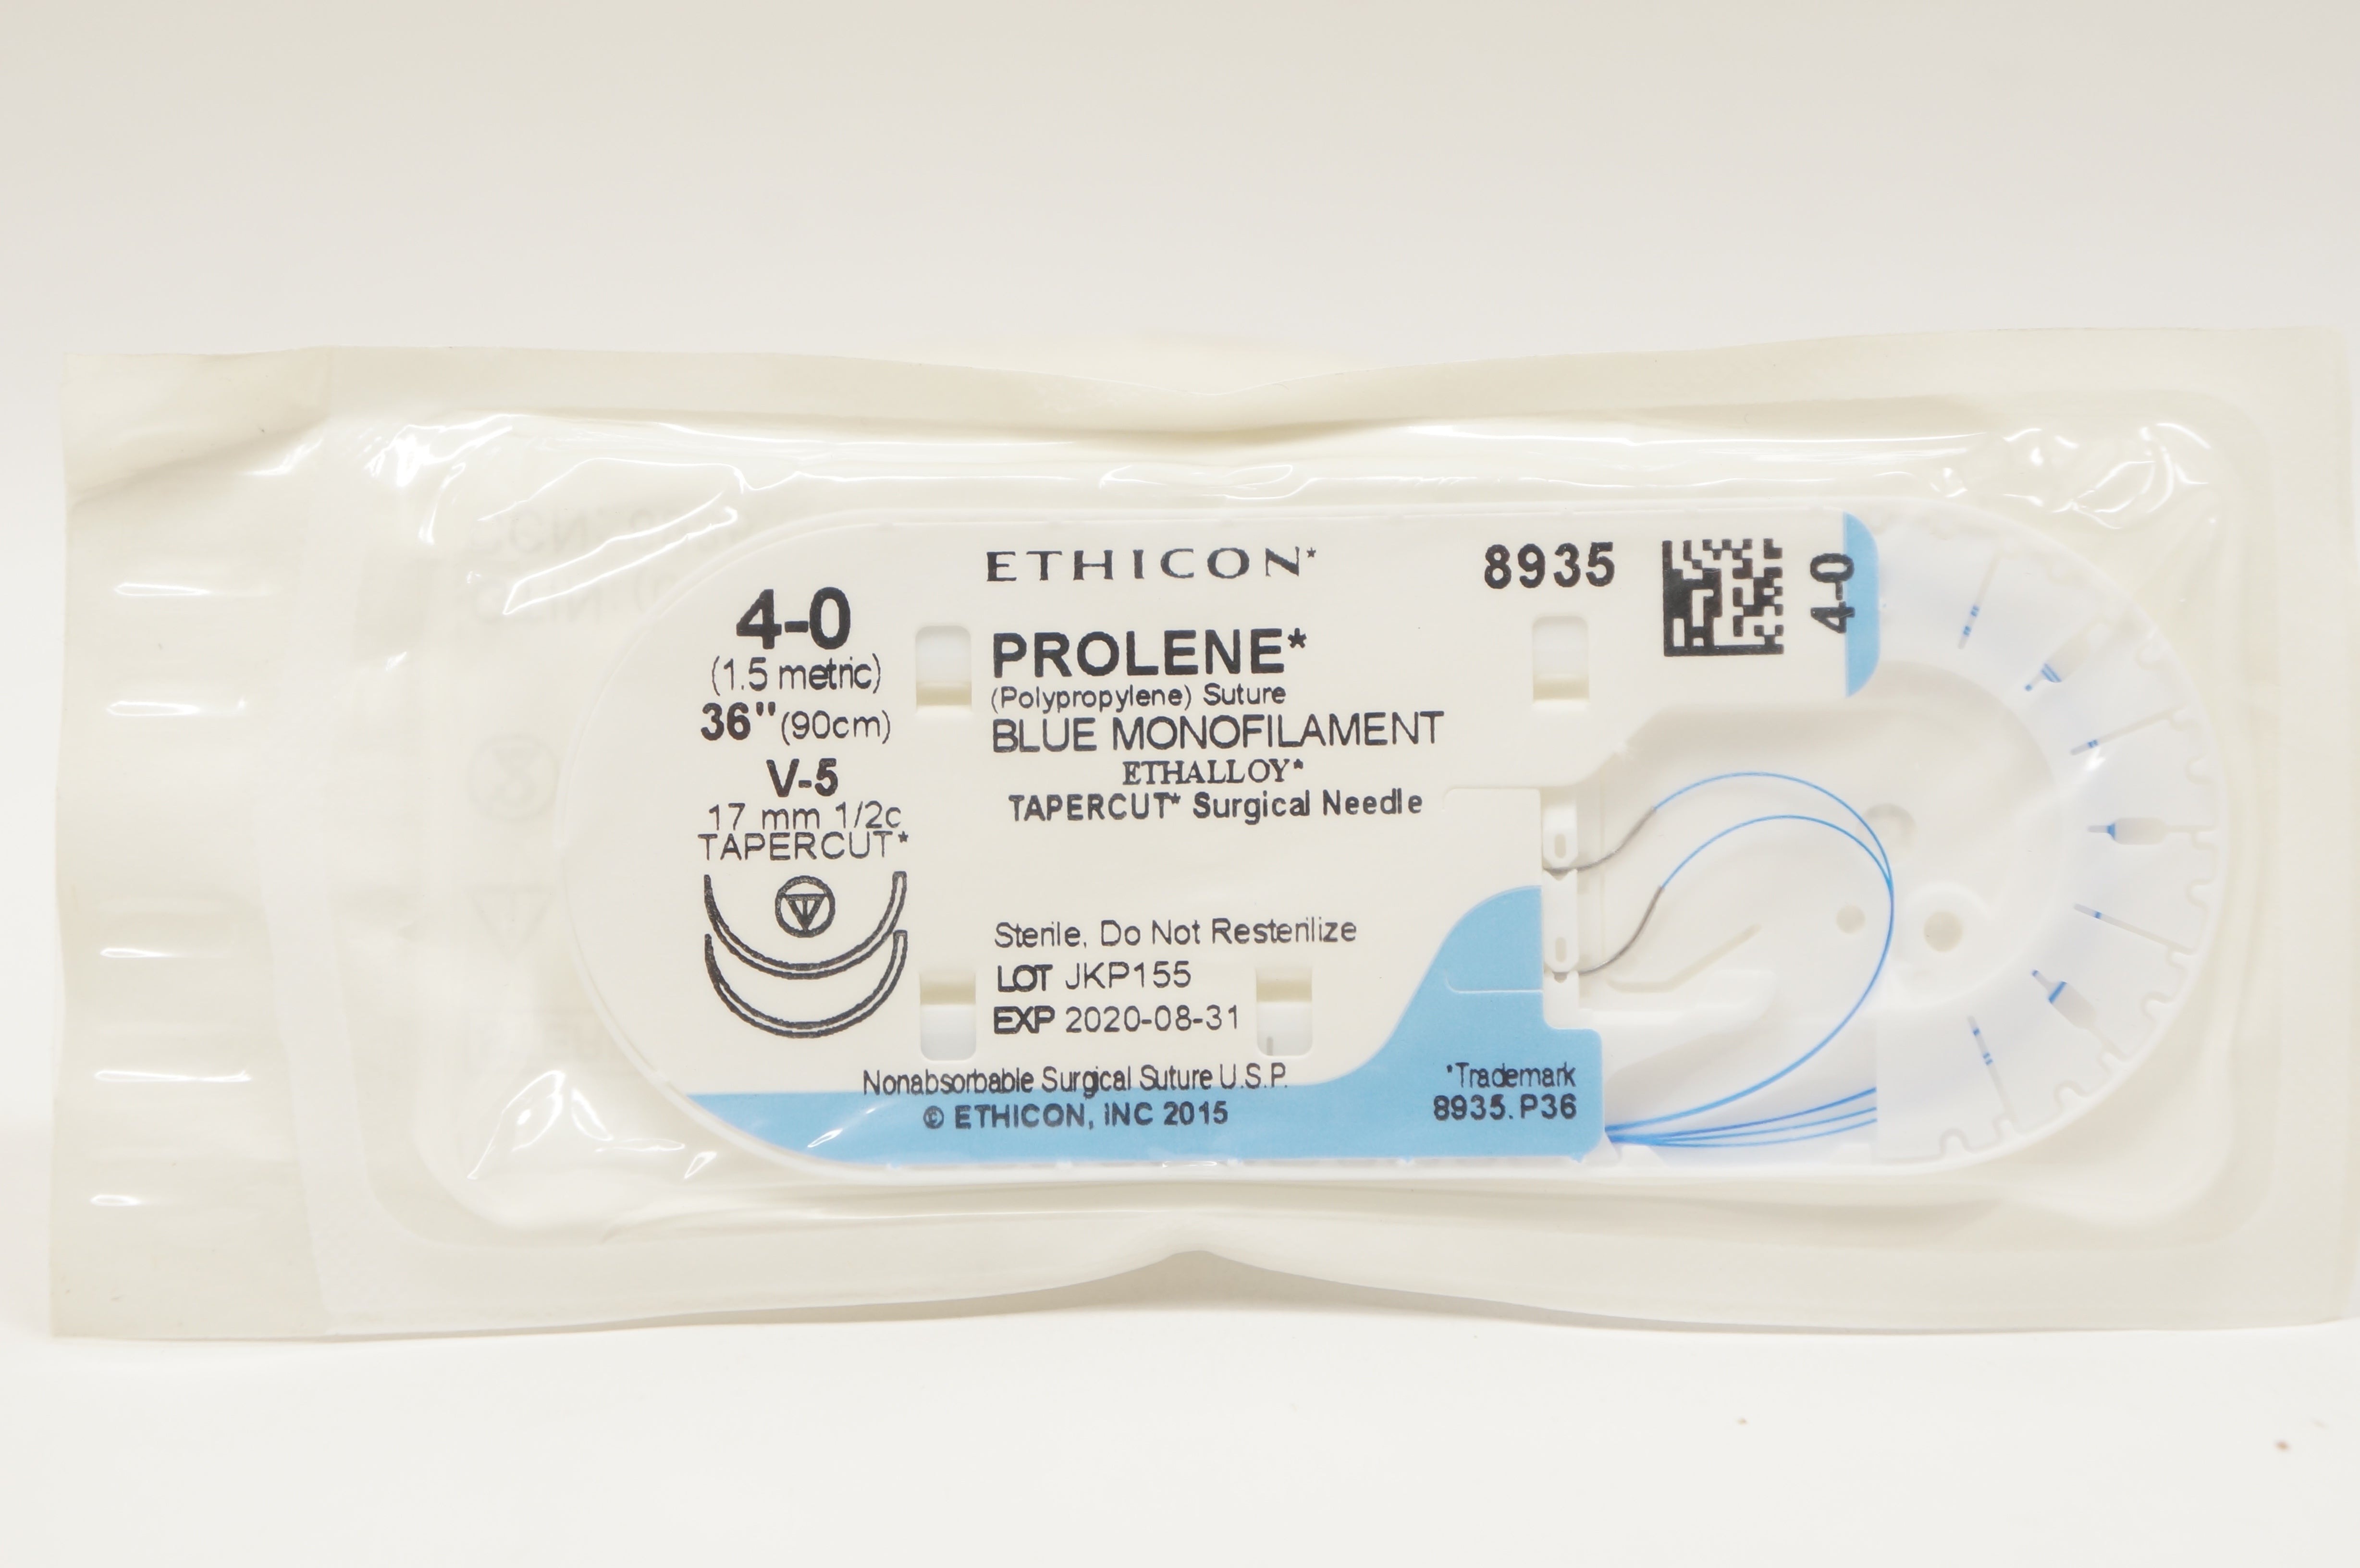 ETHICON*
8935
4-0
4-0
(1.5 metric)
36" (90cm)
V-5
17 mm 1/2c
TAPERCUT*
PROLENE*
(Polypropylene) Suture
BLUE MONOFILAMENT
ETHALLOY*
TAPERCUT* Surgical Needle
Sterile, Do Not Resterilize
LOT JKP155
EXP 2020-08-31
Nonabsorbable Surgical Suture U.S.P.
© ETHICON, INC 2015
*Trademark
8935.P36